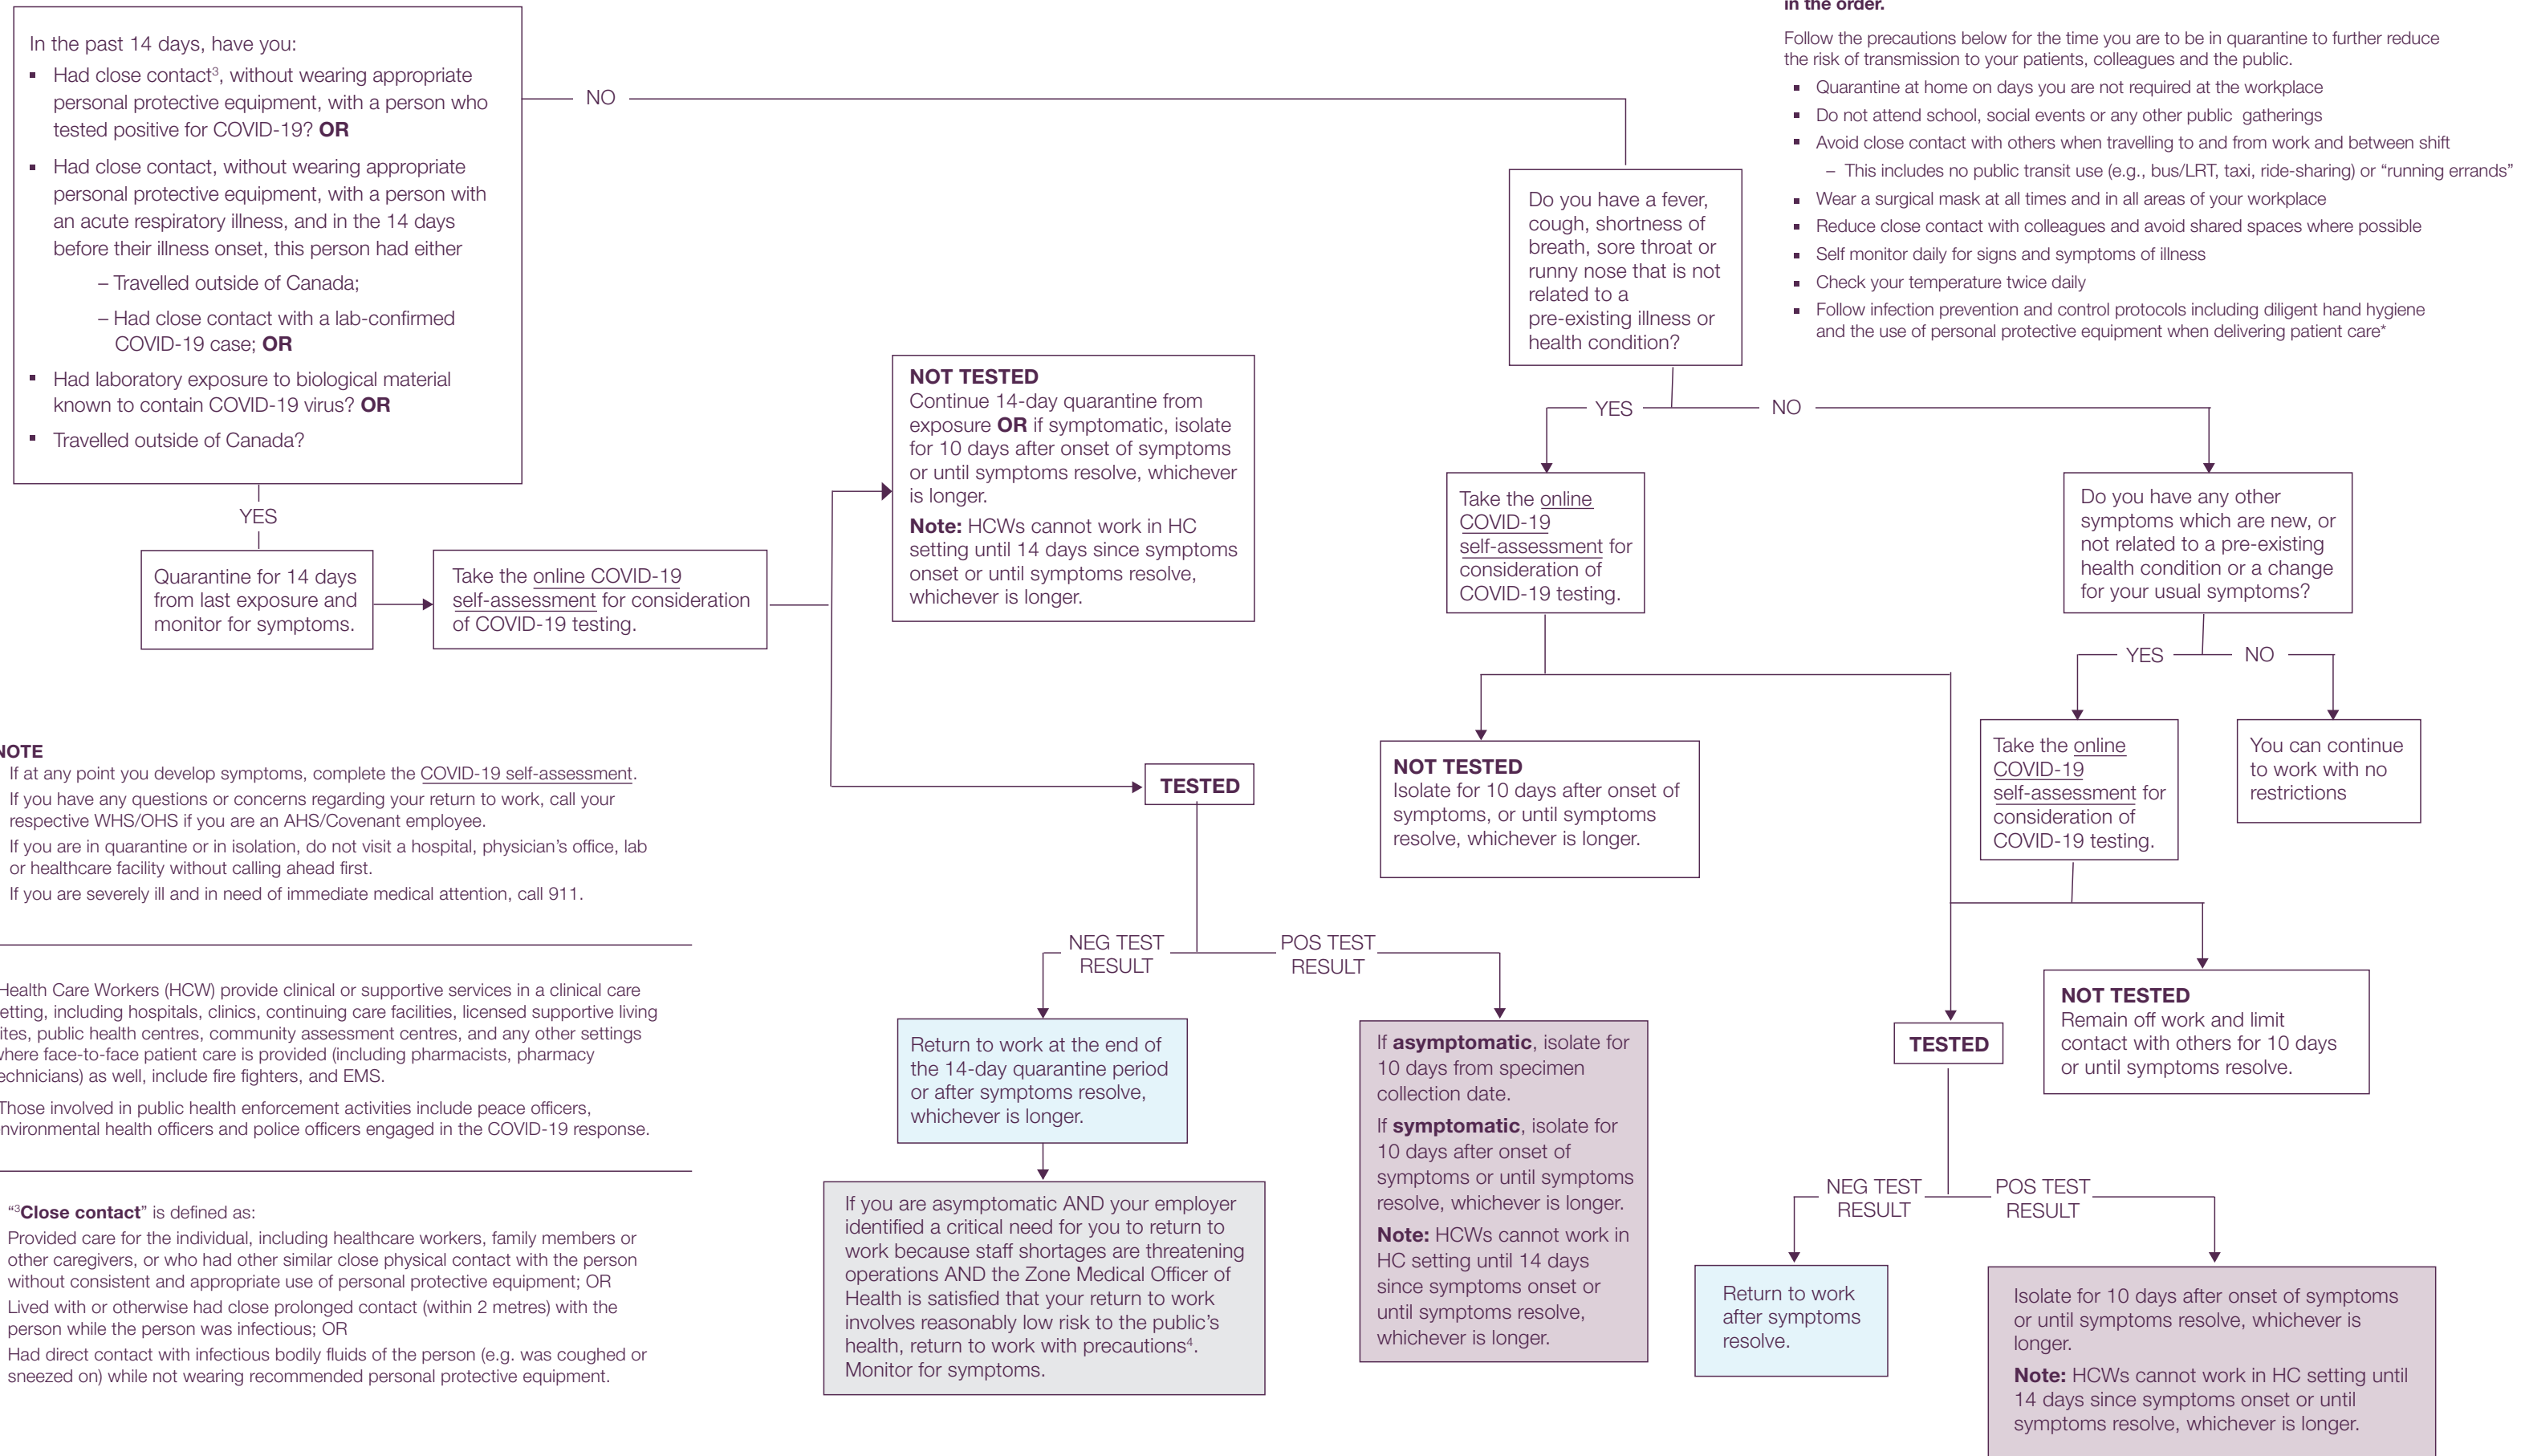 In the past 14 days, have you:
▪ Had close contact³, without wearing appropriate
personal protective equipment, with a person who
tested positive for COVID-19? OR
▪ Had close contact, without wearing appropriate
personal protective equipment, with a person with
an acute respiratory illness, and in the 14 days
before their illness onset, this person had either
– Travelled outside of Canada;
– Had close contact with a lab-confirmed
COVID-19 case; OR
▪ Had laboratory exposure to biological material
known to contain COVID-19 virus? OR
▪ Travelled outside of Canada?
NO
YES
Quarantine for 14 days
from last exposure and
monitor for symptoms.
Take the online COVID-19
self-assessment for consideration
of COVID-19 testing.
NOT TESTED
Continue 14-day quarantine from
exposure OR if symptomatic, isolate
for 10 days after onset of symptoms
or until symptoms resolve, whichever
is longer.
Note: HCWs cannot work in HC
setting until 14 days since symptoms
onset or until symptoms resolve,
whichever is longer.
TESTED
NEG TEST
RESULT
POS TEST
RESULT
Return to work at the end of
the 14-day quarantine period
or after symptoms resolve,
whichever is longer.
If you are asymptomatic AND your employer
identified a critical need for you to return to
work because staff shortages are threatening
operations AND the Zone Medical Officer of
Health is satisfied that your return to work
involves reasonably low risk to the public's
health, return to work with precautions⁴.
Monitor for symptoms.
If asymptomatic, isolate for
10 days from specimen
collection date.
If symptomatic, isolate for
10 days after onset of
symptoms or until symptoms
resolve, whichever is longer.
Note: HCWs cannot work in
HC setting until 14 days
since symptoms onset or
until symptoms resolve,
whichever is longer.
Do you have a fever,
cough, shortness of
breath, sore throat or
runny nose that is not
related to a
pre-existing illness or
health condition?
YES
NO
Take the online
COVID-19
self-assessment for
consideration of
COVID-19 testing.
NOT TESTED
Isolate for 10 days after onset of
symptoms, or until symptoms
resolve, whichever is longer.
Do you have any other
symptoms which are new, or
not related to a pre-existing
health condition or a change
for your usual symptoms?
YES
NO
Take the online
COVID-19
self-assessment for
consideration of
COVID-19 testing.
You can continue
to work with no
restrictions
NOT TESTED
Remain off work and limit
contact with others for 10 days
or until symptoms resolve.
TESTED
NEG TEST
RESULT
POS TEST
RESULT
Return to work
after symptoms
resolve.
Isolate for 10 days after onset of symptoms
or until symptoms resolve, whichever is
longer.
Note: HCWs cannot work in HC setting until
14 days since symptoms onset or until
symptoms resolve, whichever is longer.
in the order.
Follow the precautions below for the time you are to be in quarantine to further reduce
the risk of transmission to your patients, colleagues and the public.
▪ Quarantine at home on days you are not required at the workplace
▪ Do not attend school, social events or any other public gatherings
▪ Avoid close contact with others when travelling to and from work and between shift
– This includes no public transit use (e.g., bus/LRT, taxi, ride-sharing) or “running errands”
▪ Wear a surgical mask at all times and in all areas of your workplace
▪ Reduce close contact with colleagues and avoid shared spaces where possible
▪ Self monitor daily for signs and symptoms of illness
▪ Check your temperature twice daily
▪ Follow infection prevention and control protocols including diligent hand hygiene
and the use of personal protective equipment when delivering patient care*
NOTE
If at any point you develop symptoms, complete the COVID-19 self-assessment.
If you have any questions or concerns regarding your return to work, call your
respective WHS/OHS if you are an AHS/Covenant employee.
If you are in quarantine or in isolation, do not visit a hospital, physician's office, lab
or healthcare facility without calling ahead first.
If you are severely ill and in need of immediate medical attention, call 911.
Health Care Workers (HCW) provide clinical or supportive services in a clinical care
etting, including hospitals, clinics, continuing care facilities, licensed supportive living
ites, public health centres, community assessment centres, and any other settings
where face-to-face patient care is provided (including pharmacists, pharmacy
echnicians) as well, include fire fighters, and EMS.
Those involved in public health enforcement activities include peace officers,
nvironmental health officers and police officers engaged in the COVID-19 response.
“³Close contact” is defined as:
Provided care for the individual, including healthcare workers, family members or
other caregivers, or who had other similar close physical contact with the person
without consistent and appropriate use of personal protective equipment; OR
Lived with or otherwise had close prolonged contact (within 2 metres) with the
person while the person was infectious; OR
Had direct contact with infectious bodily fluids of the person (e.g. was coughed or
sneezed on) while not wearing recommended personal protective equipment.